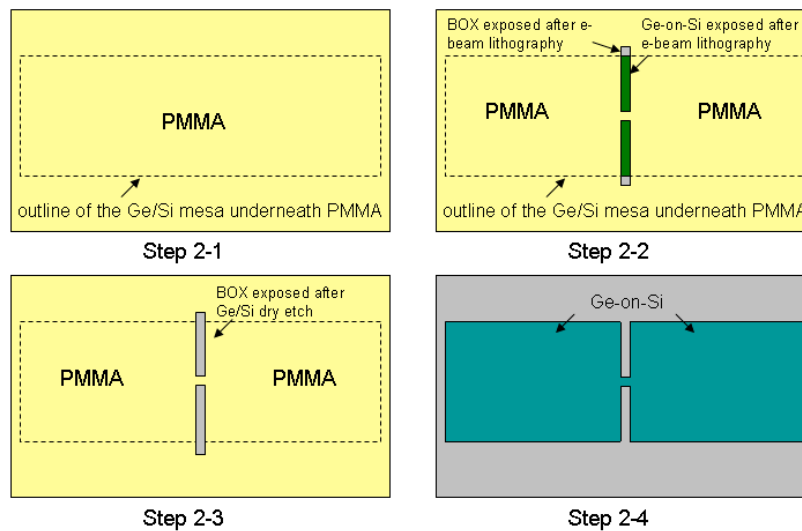 PMMA
outline of the Ge/Si mesa underneath PMMA
Step 2-1
BOX exposed after e-
beam lithography
Ge-on-Si exposed after
e-beam lithography
PMMA
PMMA
outline of the Ge/Si mesa underneath PMMA
Step 2-2
BOX exposed after
Ge/Si dry etch
PMMA
PMMA
Step 2-3
Ge-on-Si
Step 2-4